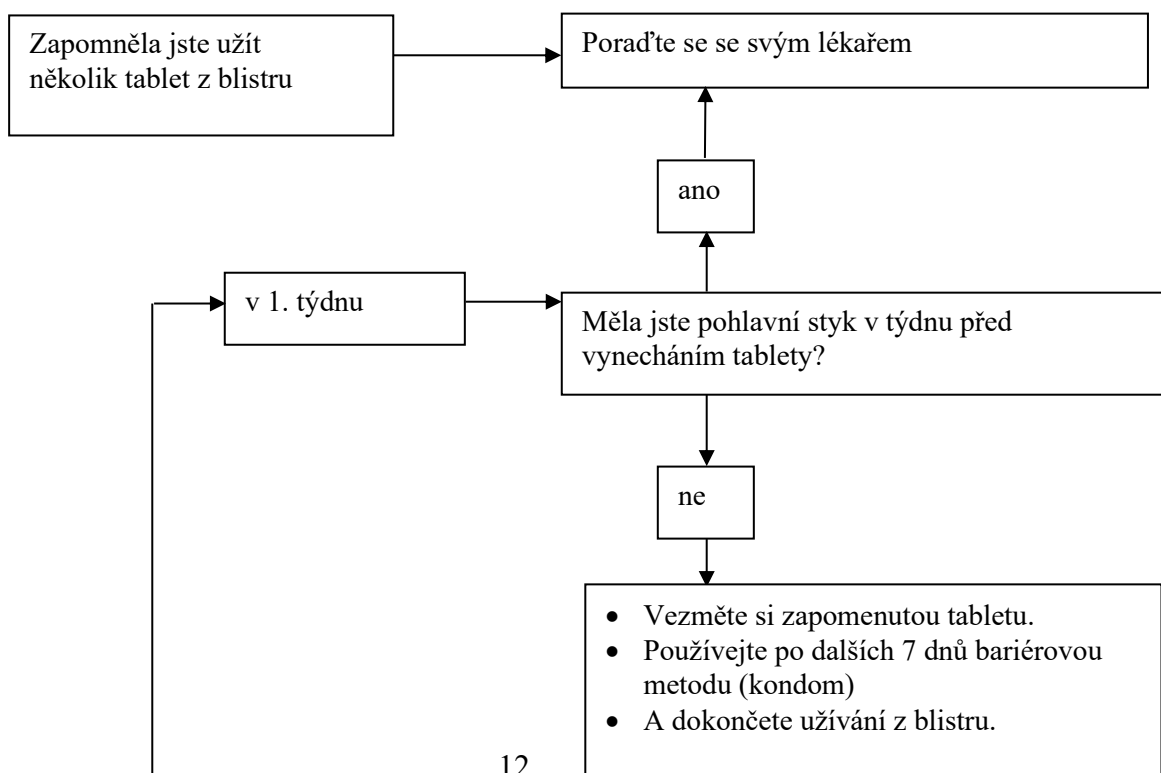 Zapomněla jste užít
několik tablet z blistru
Poraďte se se svým lékařem
ano
v 1. týdnu
Měla jste pohlavní styk v týdnu před
vynecháním tablety?
ne
• Vezměte si zapomenutou tabletu.
• Používejte po dalších 7 dnů bariérovou
metodu (kondom)
• A dokončete užívání z blistru.
12